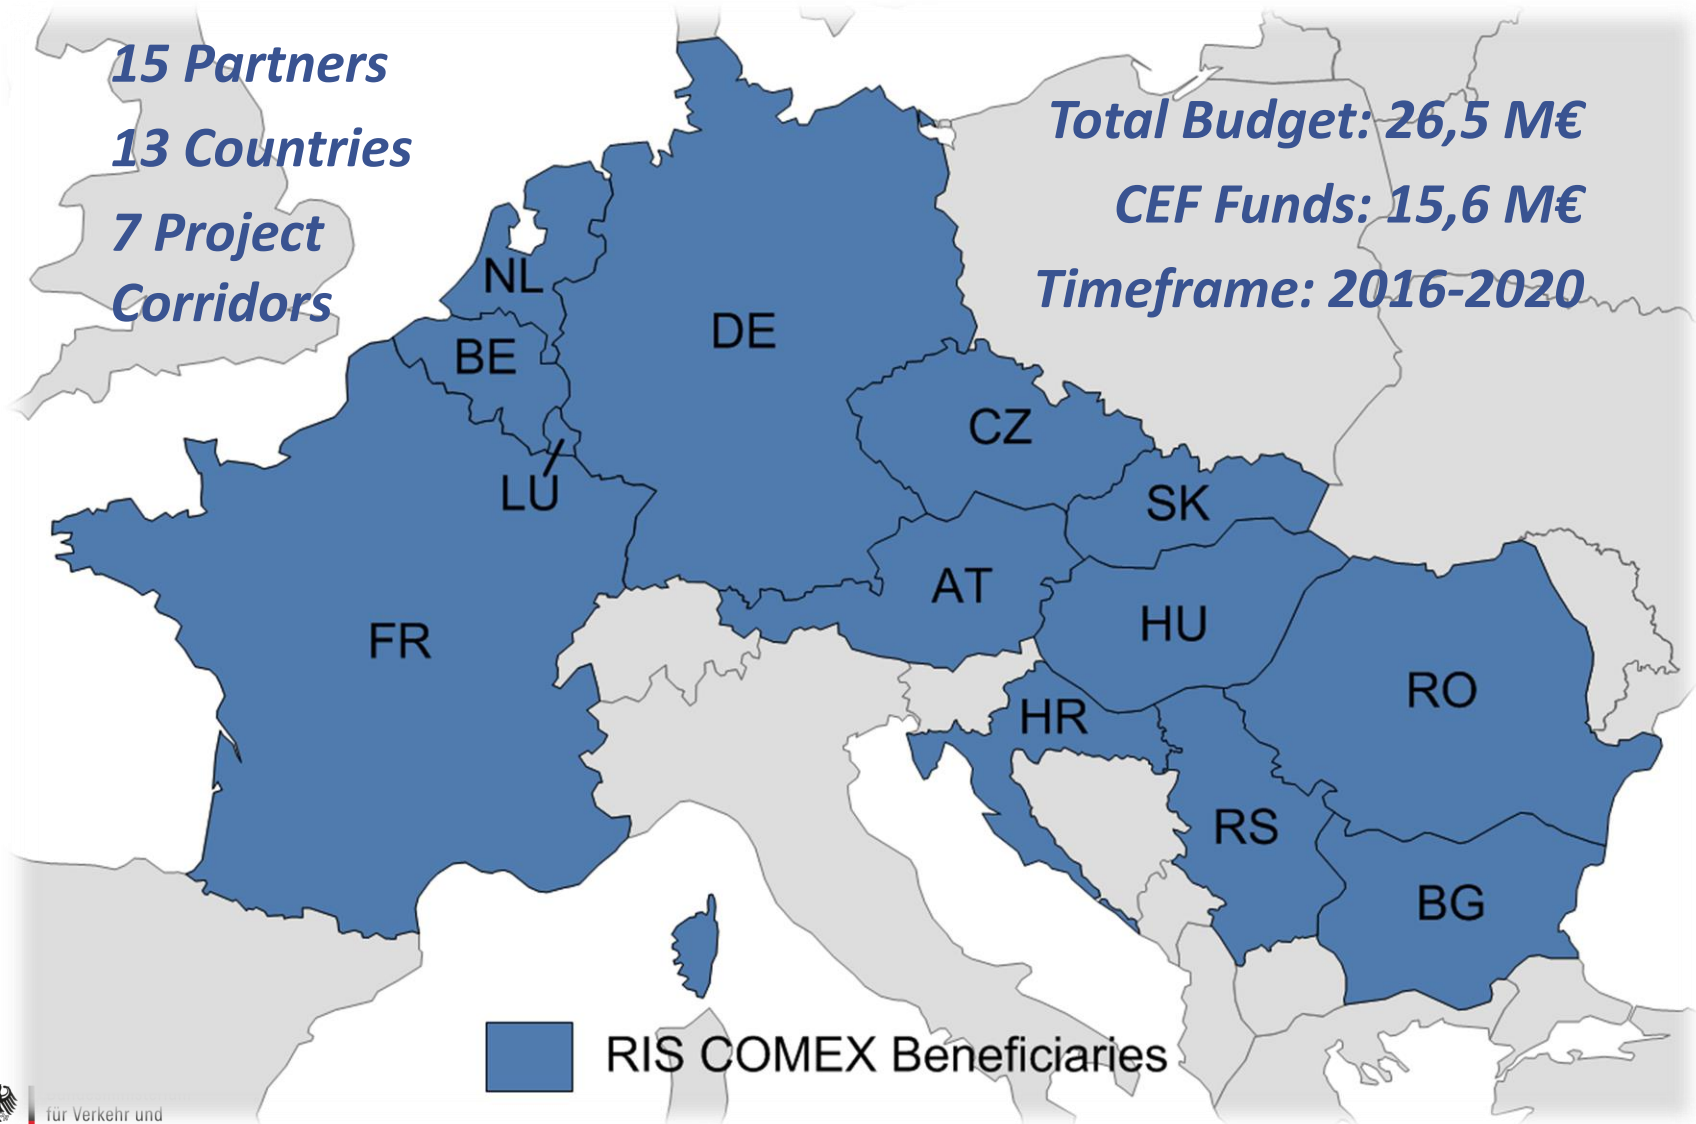 15 Partners
13 Countries
7 Project
Corridors
Total Budget: 26,5 M€
CEF Funds: 15,6 M€
Timeframe: 2016-2020
NL
DE
BE
CZ
LU
SK
AT
HU
FR
RO
HR
RS
BG
RIS COMEX Beneficiaries
für Verkehr und